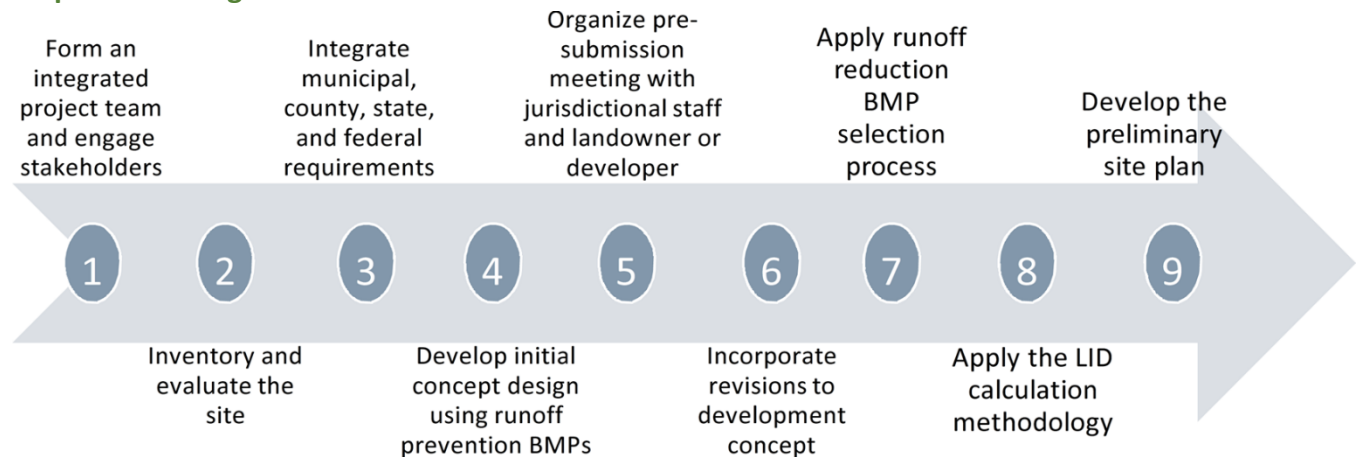 Form an
integrated
project team
and engage
stakeholders
Integrate
municipal,
county, state,
and federal
requirements
Organize pre-
submission
meeting with
jurisdictional staff
and landowner or
developer
Apply runoff
reduction
BMP
selection
process
Develop the
preliminary
site plan
1
2
3
4
5
6
7
8
9
Inventory and
evaluate the
site
Develop initial
concept design
using runoff
prevention BMPs
Incorporate
revisions to
development
concept
Apply the LID
calculation
methodology